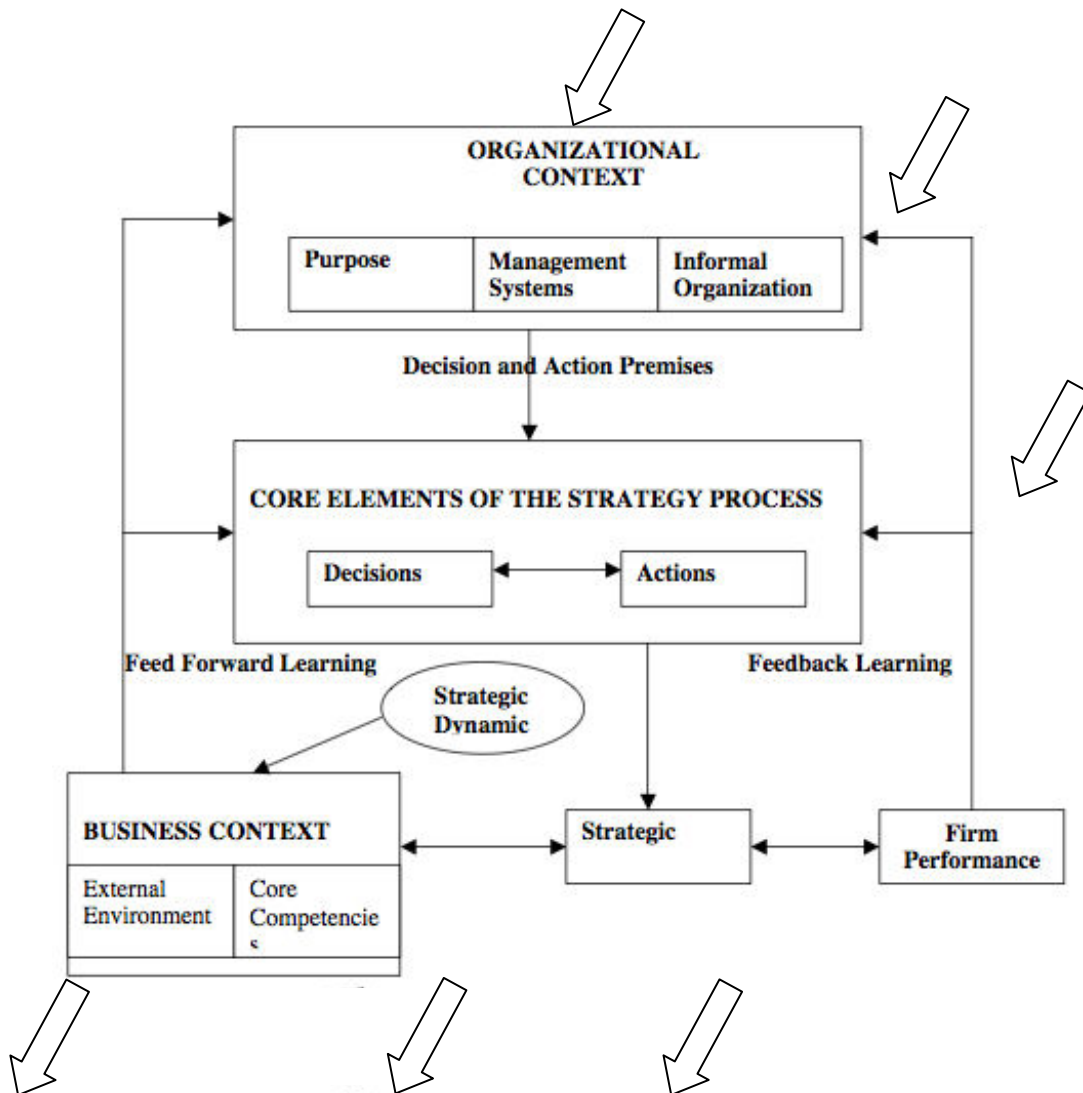 ORGANIZATIONAL
CONTEXT
Purpose
Management
Systems
Informal
Organization
Decision and Action Premises
CORE ELEMENTS OF THE STRATEGY PROCESS
Decisions
Actions
Feed Forward Learning
Feedback Learning
Strategic
Dynamic
BUSINESS CONTEXT
External
Environment
Core
Competencie
s
Strategic
Firm
Performance